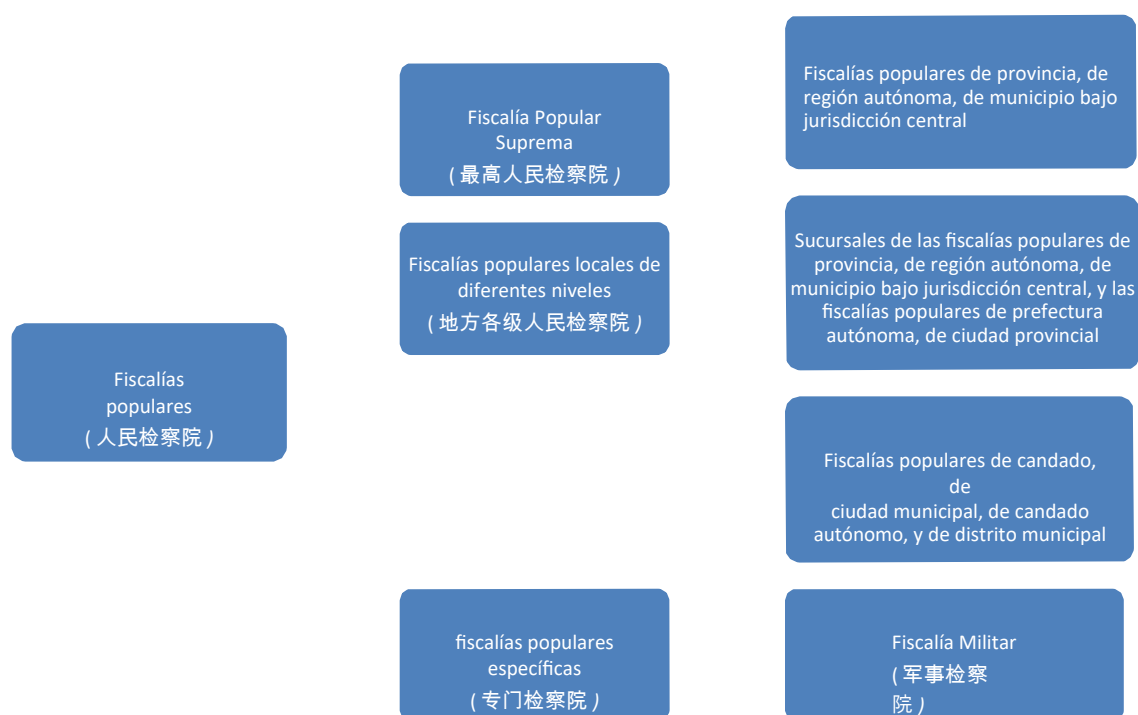 Fiscalías
populares
( 人民检察院 )
Fiscalía Popular
Suprema
( 最高人民检察院 )
Fiscalías populares locales de
diferentes niveles
( 地方各级人民检察院 )
fiscalías populares
específicas
( 专门检察院 )
Fiscalías populares de provincia, de
región autónoma, de municipio bajo
jurisdicción central
Sucursales de las fiscalías populares de
provincia, de región autónoma, de
municipio bajo jurisdicción central, y las
fiscalías populares de prefectura
autónoma, de ciudad provincial
Fiscalías populares de candado,
de
ciudad municipal, de candado
autónomo, y de distrito municipal
Fiscalía Militar
( 军事检察
院 )